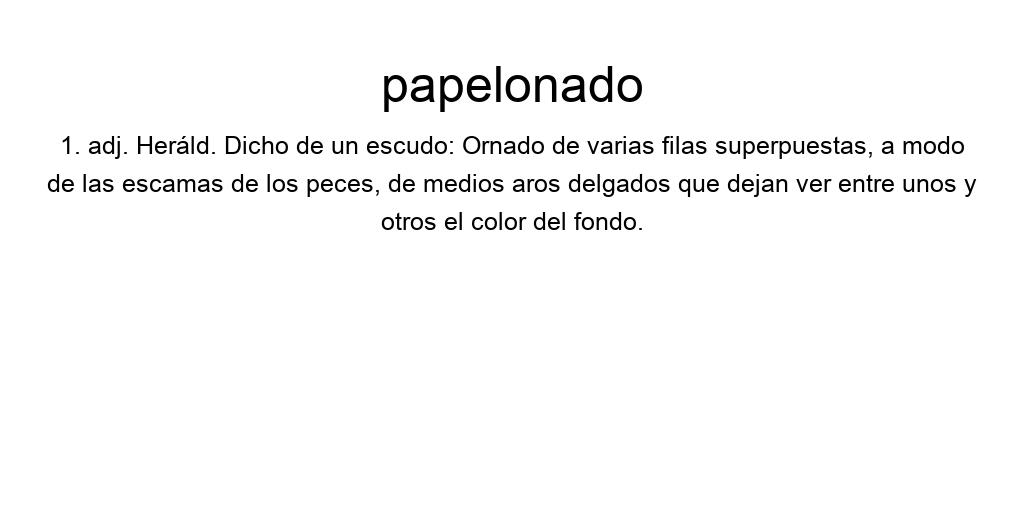 papelonado
1. adj. Heráld. Dicho de un escudo: Ornado de varias filas superpuestas, a modo
de las escamas de los peces, de medios aros delgados que dejan ver entre unos y
otros el color del fondo.